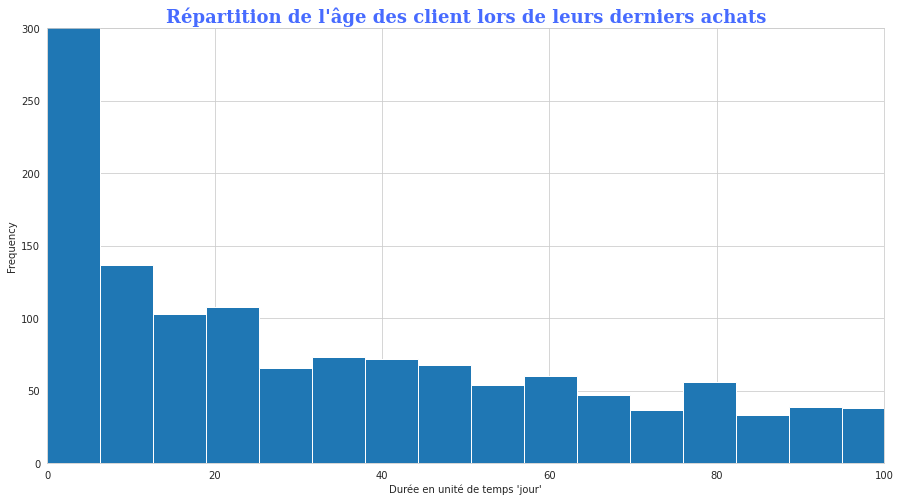 Répartition de l'âge des client lors de leurs derniers achats
300
250
200
150
100
50
0
Frequency
0 20 40 60 80 100
Durée en unité de temps 'jour'